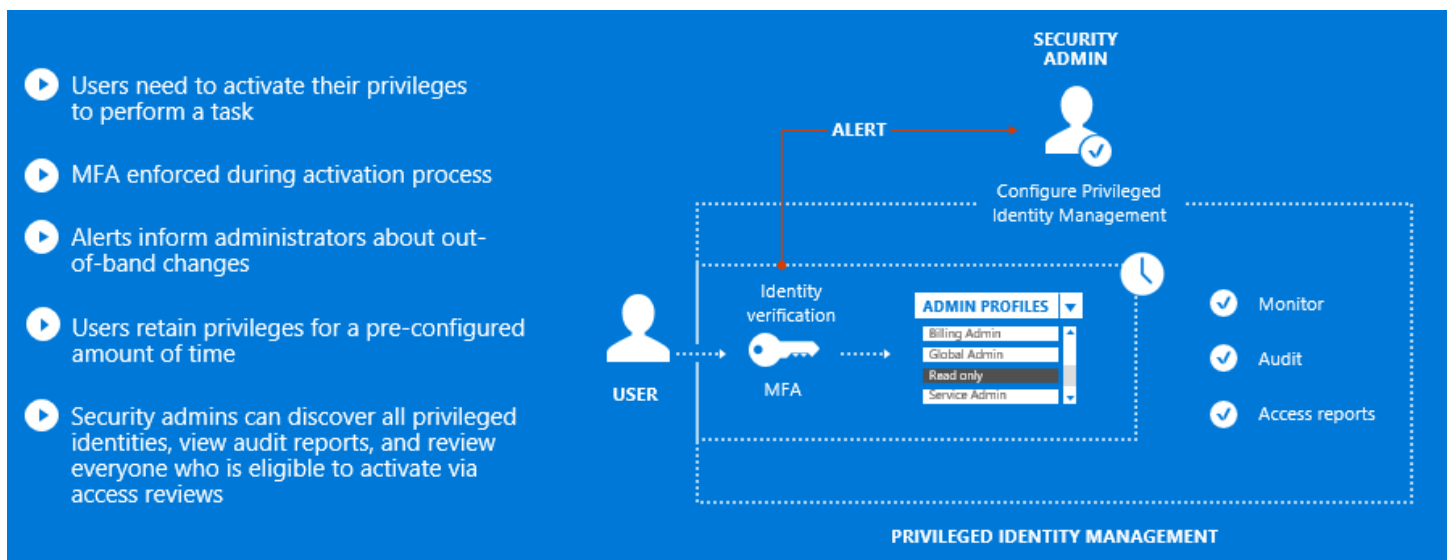 Users need to activate their privileges
to perform a task
MFA enforced during activation process
Alerts inform administrators about out-
of-band changes
Users retain privileges for a pre-configured
amount of time
Security admins can discover all privileged
identities, view audit reports, and review
everyone who is eligible to activate via
access reviews
SECURITY
ADMIN
ALERT
Configure Privileged
Identity Management
USER
Identity
verification
MFA
ADMIN PROFILES
Billing Admin
Global Admin
Read only
Service Admin
Monitor
Audit
Access reports
PRIVILEGED IDENTITY MANAGEMENT